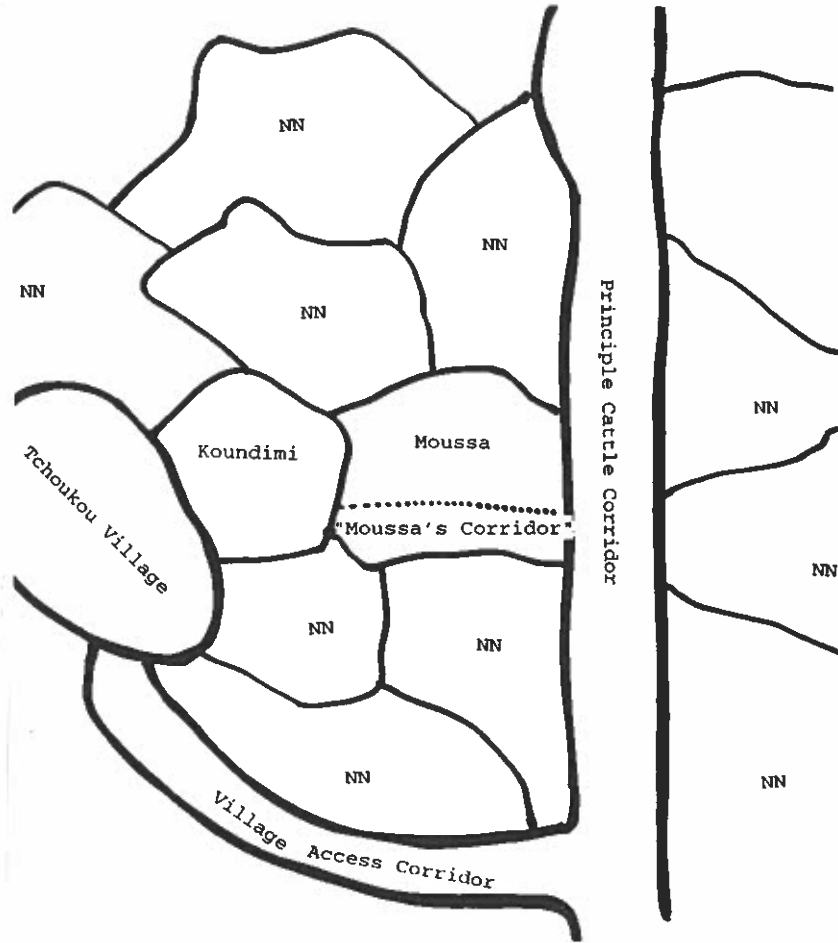 NN
NN
NN
NN
Principle Cattle Corridor
NN
Koundimi
Moussa
Tchoukou Village
"Moussa's Corridor"
NN
NN
NN
NN
NN
Village Access Corridor